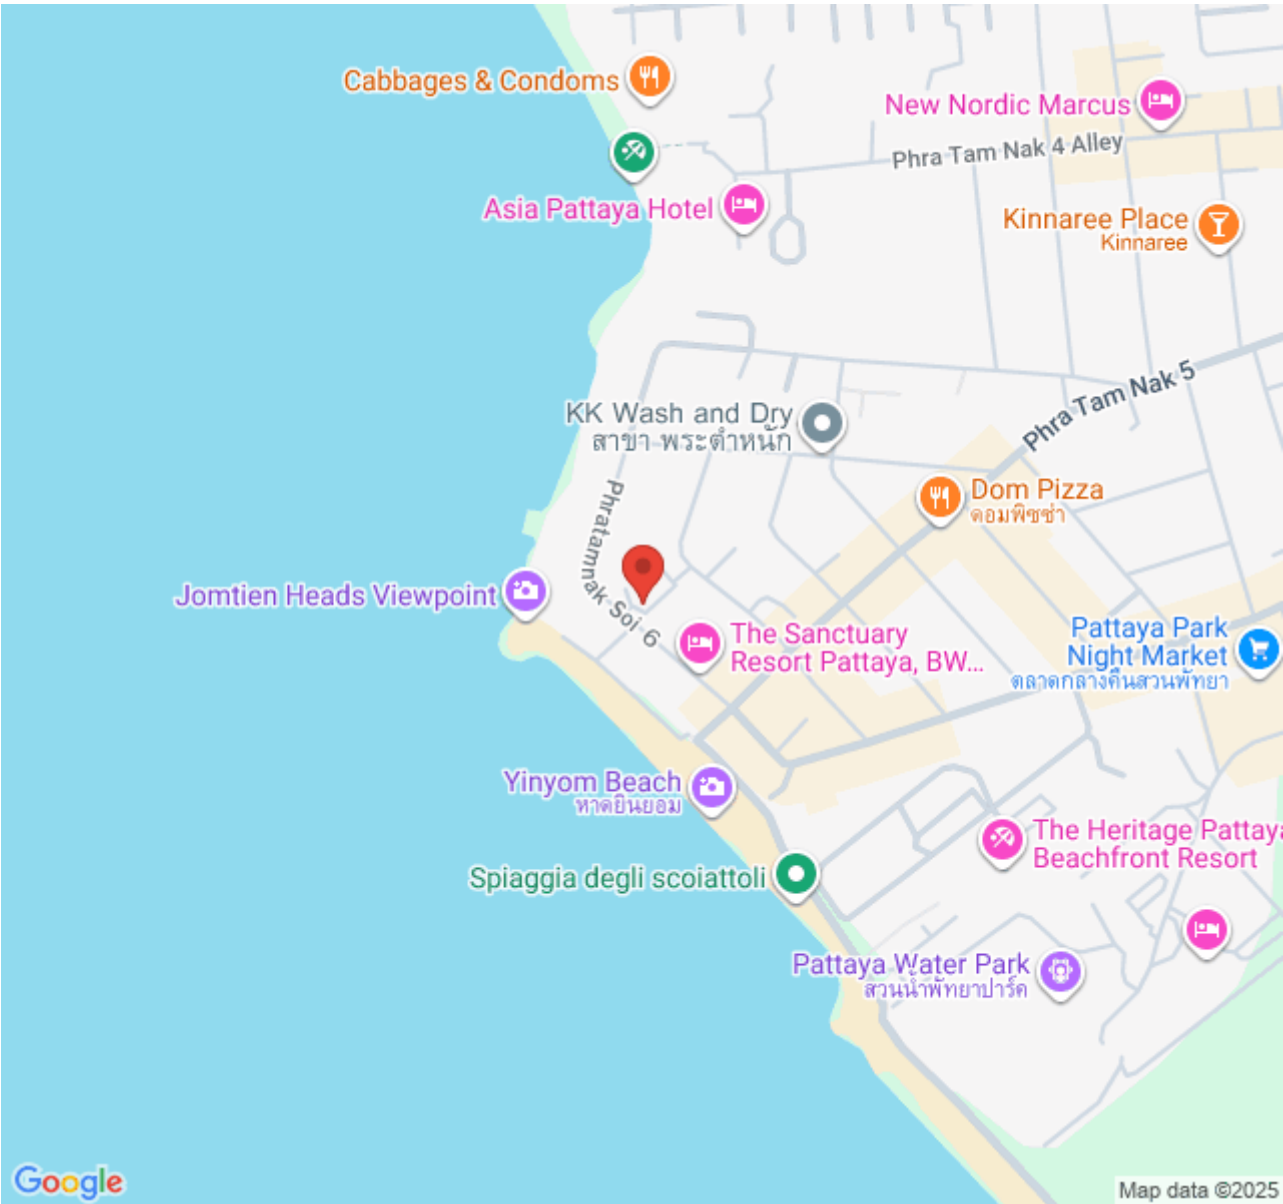 Cabbages & Condoms
New Nordic Marcus
Phra Tam Nak 4 Alley
Asia Pattaya Hotel
Kinnaree Place
Kinnaree
Phra Tam Nak 5
KK Wash and Dry
สาขา พระตำหนัก
Dom Pizza
ดอมพิซซ่า
Phratamnak Soi 6
Jomtien Heads Viewpoint
The Sanctuary
Resort Pattaya, BW...
Pattaya Park
Night Market
ตลาดกลางคืนสวนพัทยา
Yinyom Beach
หาดยินยอม
The Heritage Pattaya
Beachfront Resort
Spiaggia degli scoiattoli
Pattaya Water Park
สวนน้ำพัทยาปาร์ค
Google
Map data ©2025